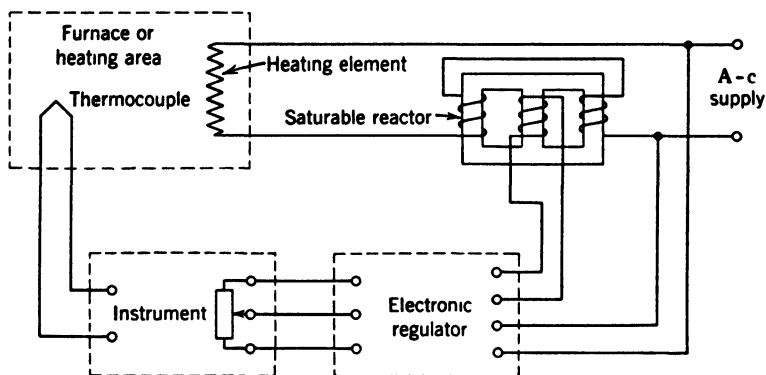 Furnace or
heating area
Heating element
Thermocouple
Saturable reactor
A-c
supply
Instrument
Electronic
regulator